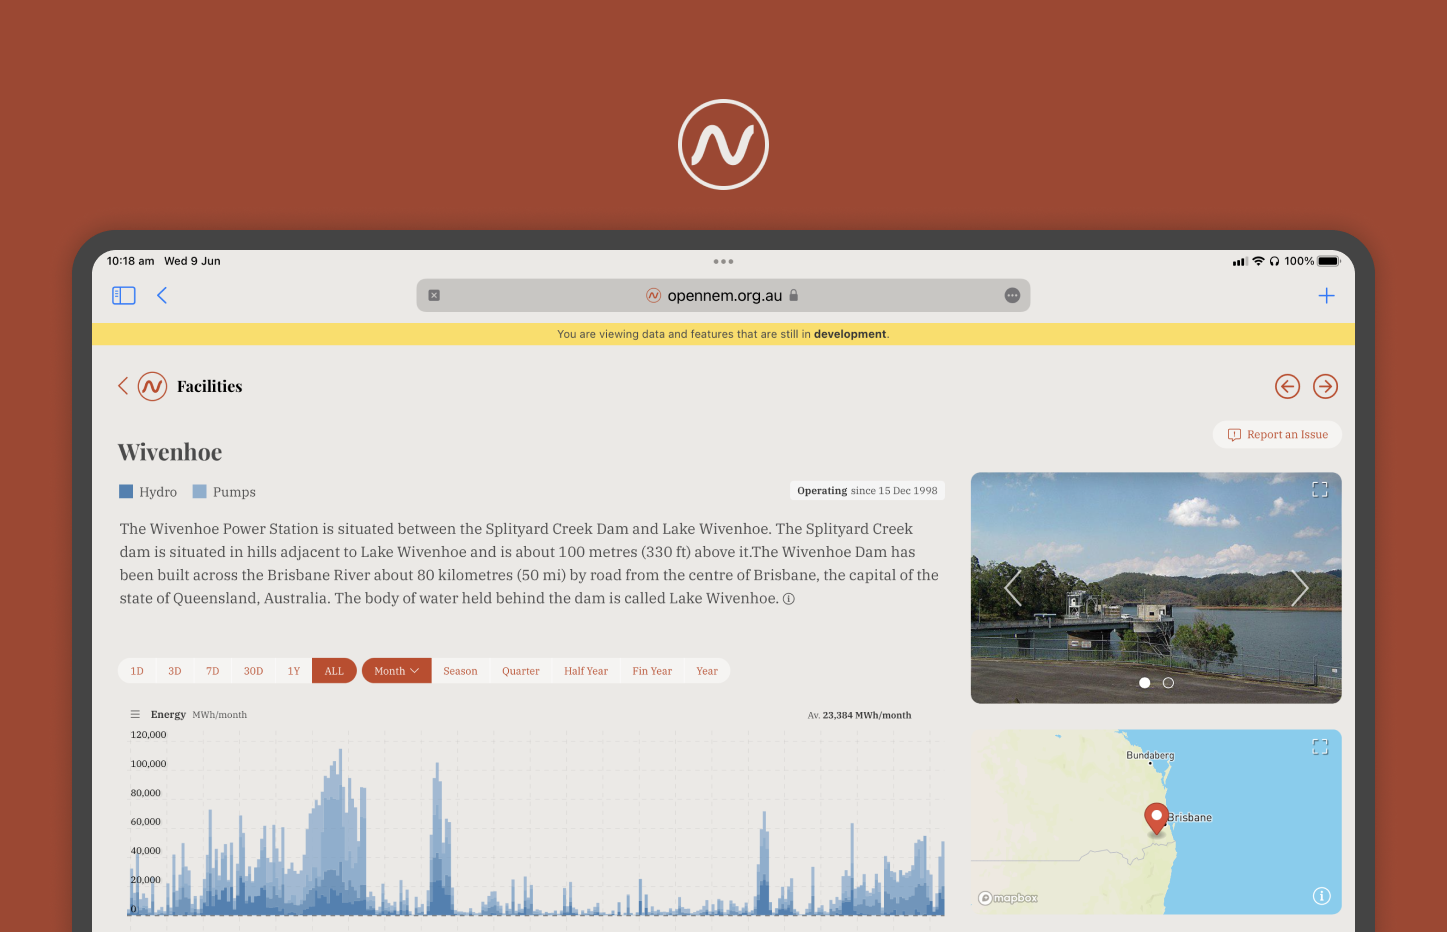 10:18 am Wed 9 Jun
100%
opennem.org.au
You are viewing data and features that are still in development.
Facilities
Report an Issue
Wivenhoe
Hydro Pumps
Operating since 15 Dec 1998
The Wivenhoe Power Station is situated between the Splityard Creek Dam and Lake Wivenhoe. The Splityard Creek
dam is situated in hills adjacent to Lake Wivenhoe and is about 100 metres (330 ft) above it.The Wivenhoe Dam has
been built across the Brisbane River about 80 kilometres (50 mi) by road from the centre of Brisbane, the capital of the
state of Queensland, Australia. The body of water held behind the dam is called Lake Wivenhoe.
1D 3D 7D 30D 1Y ALL Month Season Quarter Half Year Fin Year Year
Energy MWh/month
Av. 23,384 MWh/month
120,000
100,000
80,000
60,000
40,000
20,000
0
Bundaberg
Brisbane
mapbox